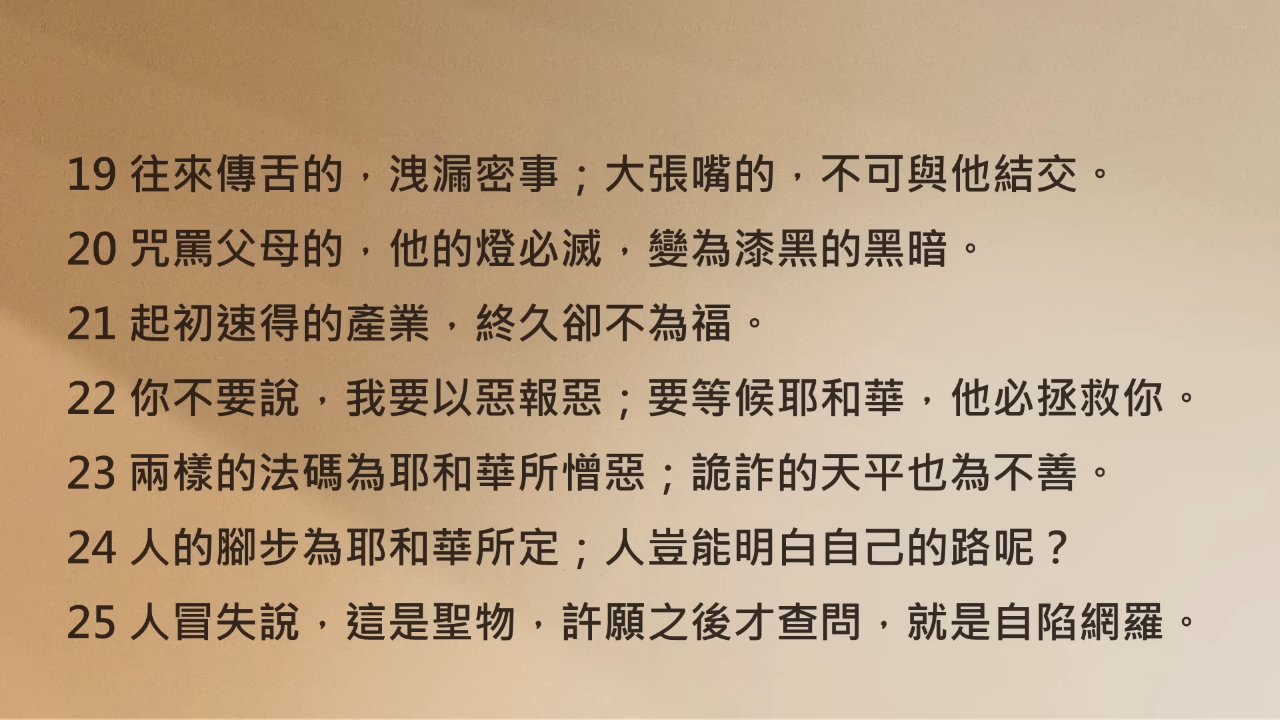 19 往來傳舌的，洩漏密事；大張嘴的，不可與他結交。
20 咒罵父母的，他的燈必滅，變為漆黑的黑暗。
21 起初速得的產業，終久卻不為福。
22 你不要說，我要以惡報惡；要等候耶和華，他必拯救你。
23 兩樣的法碼為耶和華所憎惡；詭詐的天平也為不善。
24 人的腳步為耶和華所定；人豈能明白自己的路呢？
25 人冒失說，這是聖物，許願之後才查問，就是自陷網羅。